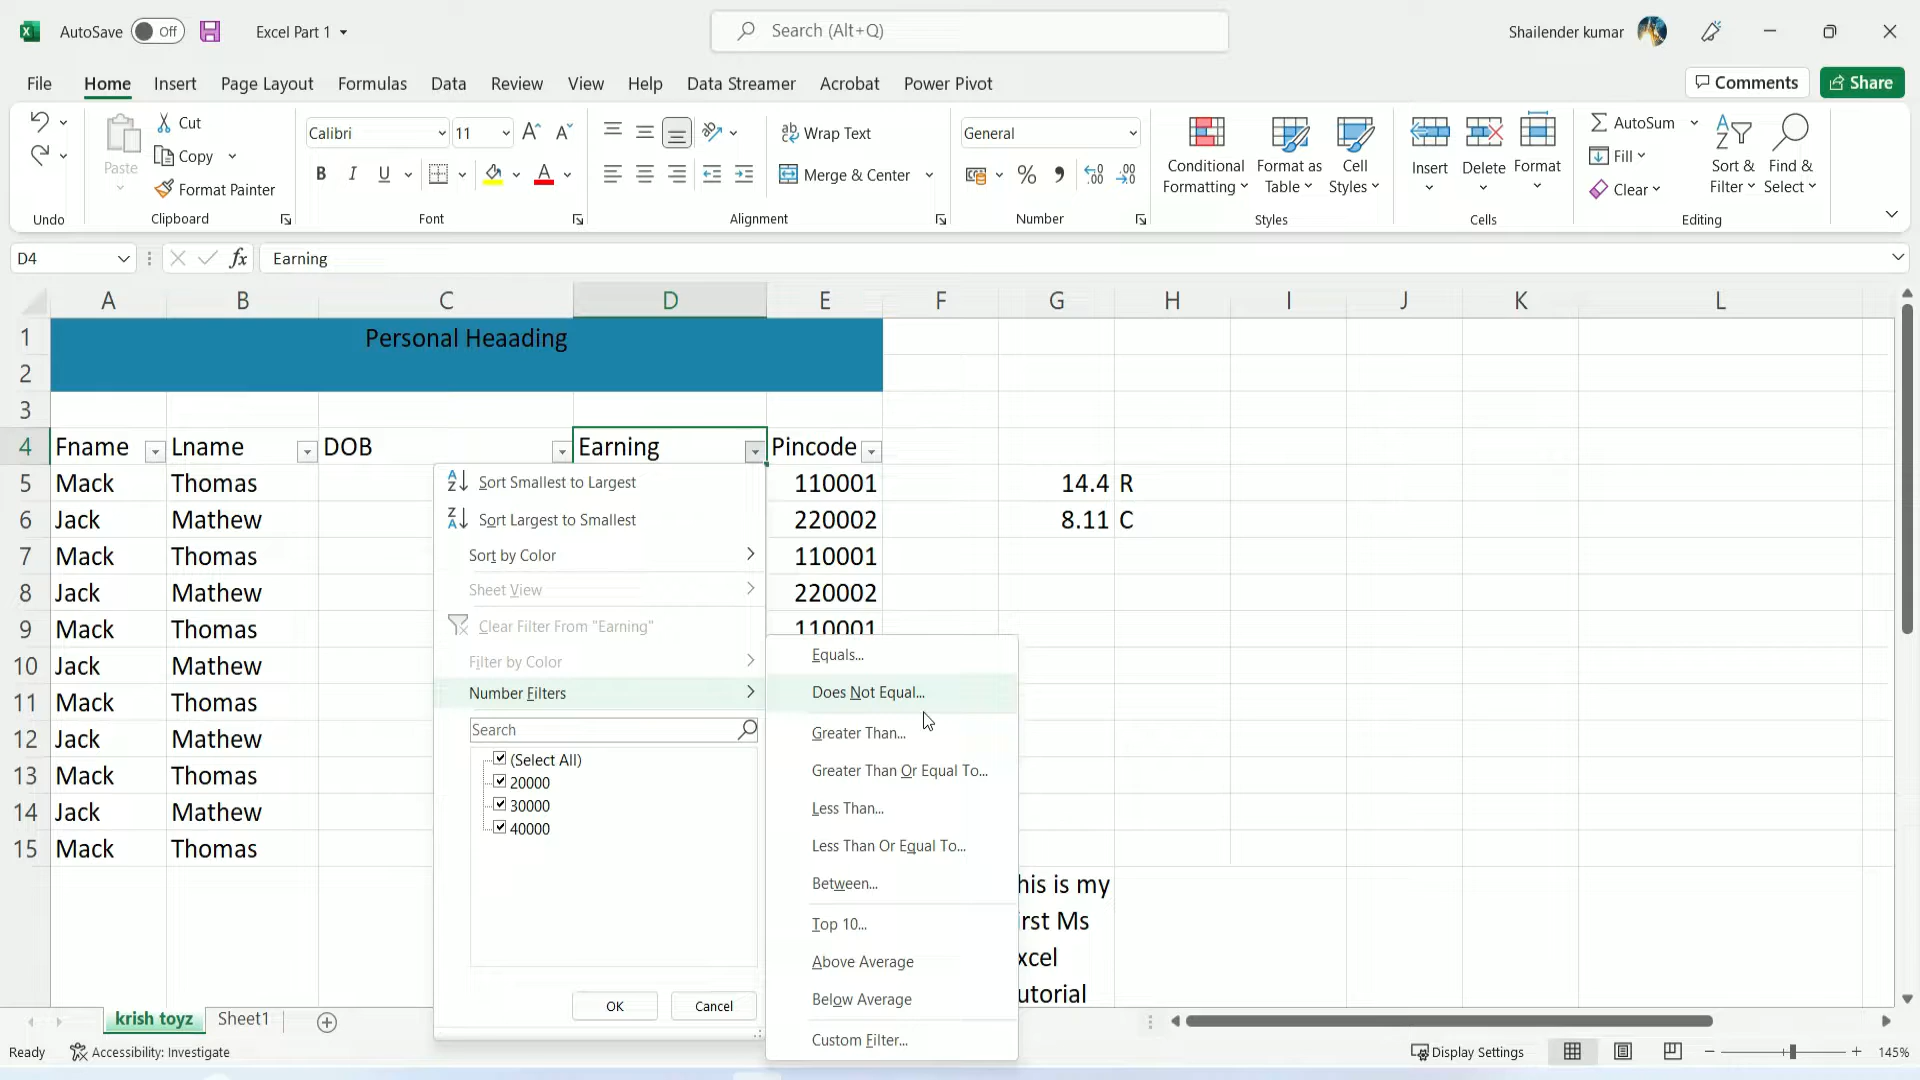 AutoSave Off Excel Part 1 Search (Alt+Q) Shailender kumar
File Home Insert Page Layout Formulas Data Review View Help Data Streamer Acrobat Power Pivot Comments Share
Paste Cut Copy Format Painter
Calibri 11
B I U A
Wrap Text
Merge & Center
General
%
Conditional Formatting Format as Table Cell Styles
Insert Delete Format
AutoSum
Fill
Clear
Sort & Filter Find & Select
Undo Clipboard Font Alignment Number Styles Cells Editing
D4 fx Earning
A B C D E F G H I J K L
1 Personal Heaading
2
3
4 Fname Lname DOB Earning Pincode
5 Mack Thomas 110001 14.4 R
6 Jack Mathew 220002 8.11 C
7 Mack Thomas 110001
8 Jack Mathew 220002
9 Mack Thomas 110001
10 Jack Mathew
11 Mack Thomas
12 Jack Mathew
13 Mack Thomas
14 Jack Mathew
15 Mack Thomas
Sort Smallest to Largest
Sort Largest to Smallest
Sort by Color
Sheet View
Clear Filter From "Earning"
Filter by Color
Number Filters
Search
(Select All)
20000
30000
40000
OK Cancel
Equals...
Does Not Equal...
Greater Than...
Greater Than Or Equal To...
Less Than...
Less Than Or Equal To...
Between...
Top 10...
Above Average
Below Average
Custom Filter...
his is my
irst Ms
xcel
utorial
krish toyz Sheet1
Ready Accessibility: Investigate Display Settings 145%